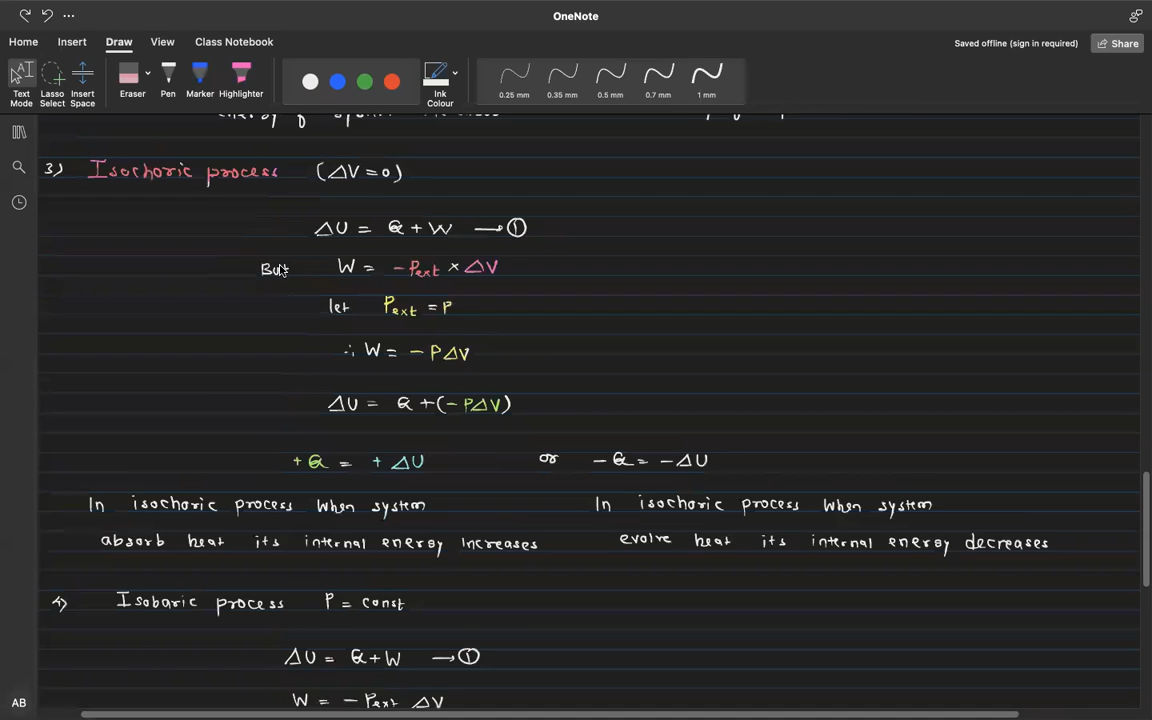 OneNote
Home Insert Draw View Class Notebook
Saved offline (sign in required) Share
Text Mode
Lasso Select
Insert Space
Eraser
Pen
Marker
Highlighter
Ink Colour
0.25 mm 0.35 mm 0.5 mm 0.7 mm 1 mm
energy of system
3) Isochoric process (ΔV = 0)
ΔU = Q + W → ①
But W = - Pext × ΔV
let Pext = P
∴ W = - PΔV
ΔU = Q + (- PΔV)
+ Q = + ΔU or - Q = - ΔU
In isochoric process when system
absorb heat its internal energy increases
In isochoric process when system
evolve heat its internal energy decreases
4) Isobaric process P = const
ΔU = Q + W → ①
W = - Pext ΔV
AB